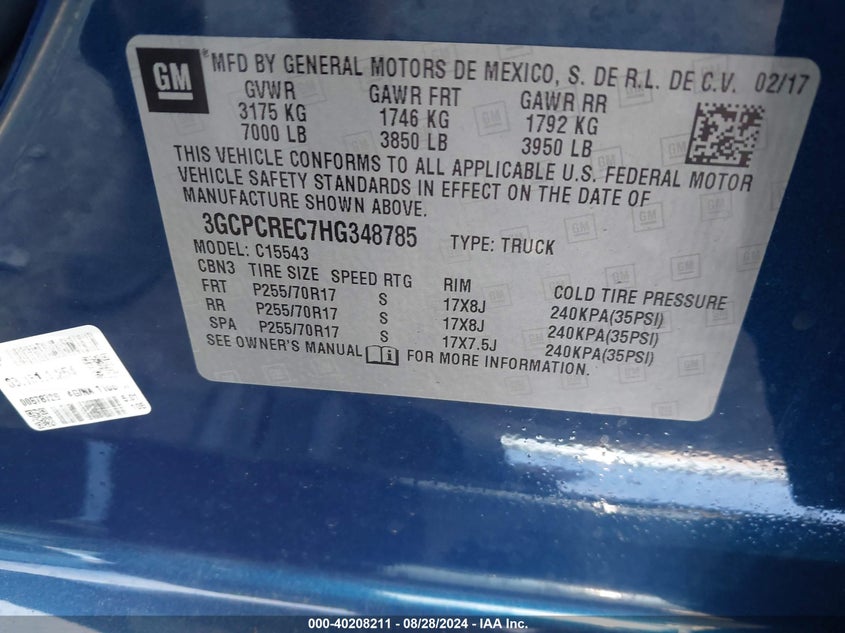 GM
® MFD BY GENERAL MOTORS DE MEXICO, S. DE R.L. DE C.V. 02/17
GVWR GAWR FRT GAWR RR
3175 KG 1746 KG 1792 KG
7000 LB 3850 LB 3950 LB
THIS VEHICLE CONFORMS TO ALL APPLICABLE U.S. FEDERAL MOTOR
VEHICLE SAFETY STANDARDS IN EFFECT ON THE DATE OF
MANUFACTURE SHOWN ABOVE.
3GCPCREC7HG348785 TYPE: TRUCK
MODEL: C15543
CBN3 TIRE SIZE SPEED RTG RIM COLD TIRE PRESSURE
FRT P255/70R17 S 17X8J 240KPA(35PSI)
RR P255/70R17 S 17X8J 240KPA(35PSI)
SPA P255/70R17 S 17X7.5J 240KPA(35PSI)
SEE OWNER'S MANUAL i FOR MORE INFORMATION.
000-40208211 - 08/28/2024 - IAA Inc.